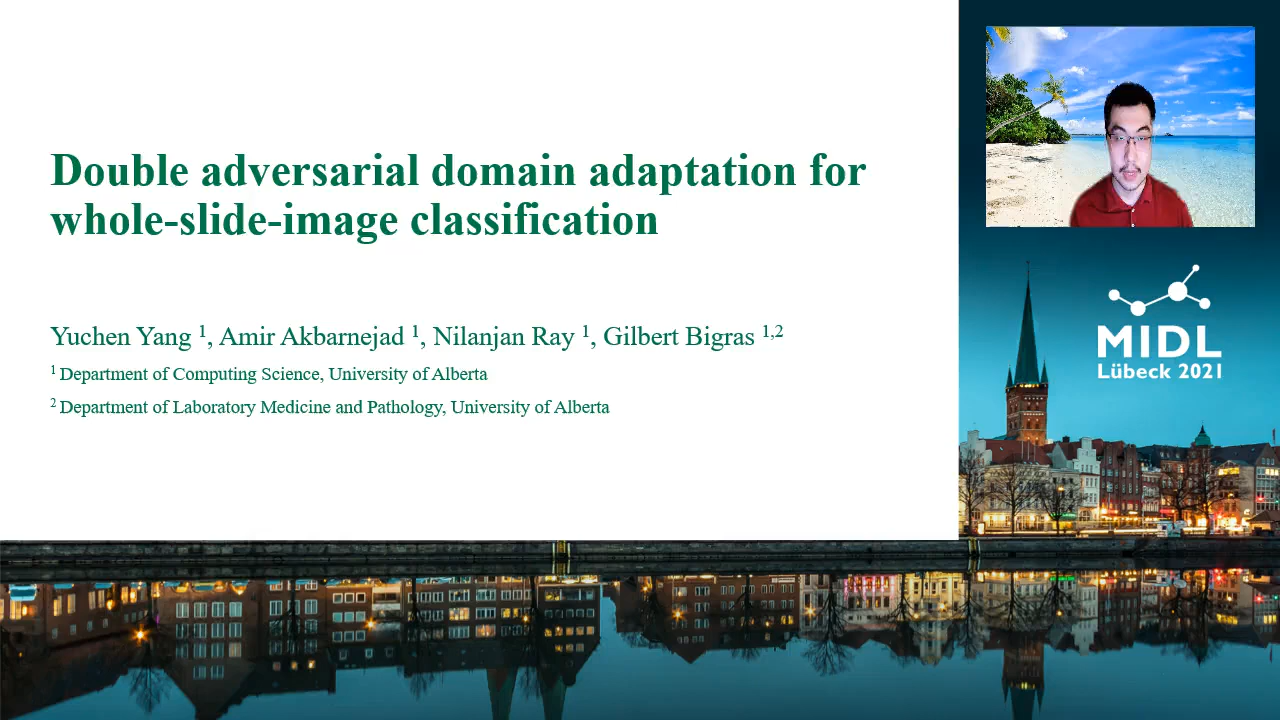 Double adversarial domain adaptation for
whole-slide-image classification
Yuchen Yang 1, Amir Akbarnejad 1, Nilanjan Ray 1, Gilbert Bigras 1,2
1 Department of Computing Science, University of Alberta
2 Department of Laboratory Medicine and Pathology, University of Alberta
MIDL
Lübeck 2021